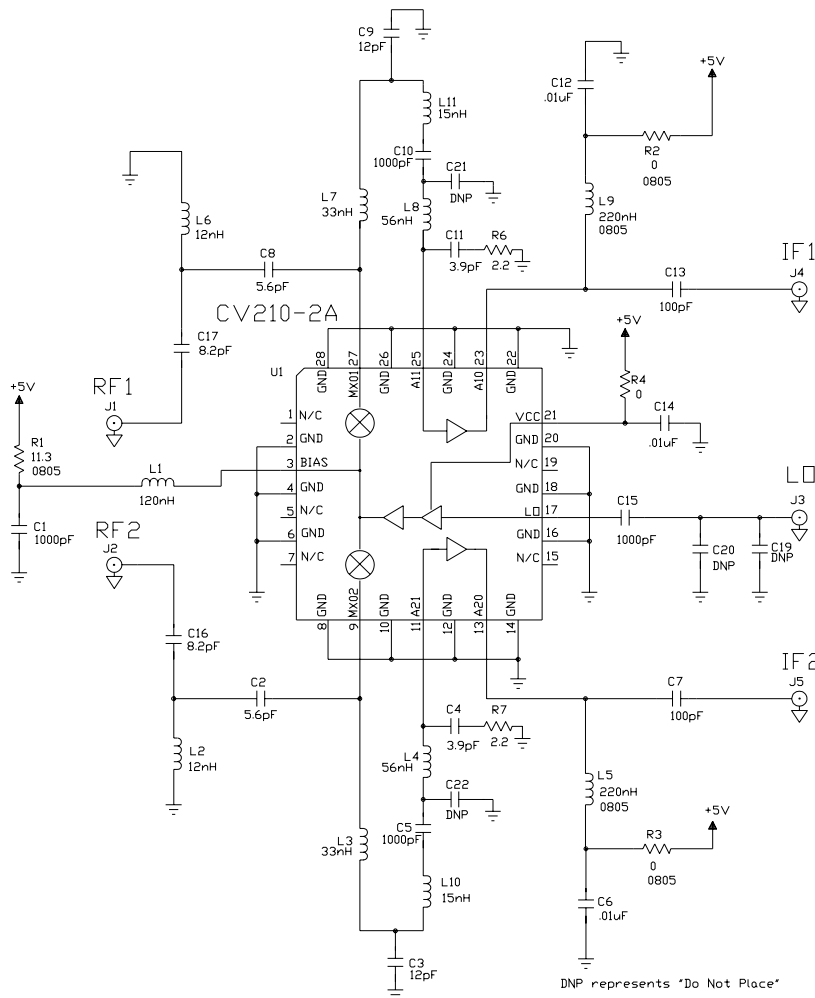 C9
12pF
L11
15nH
C10
1000pF
C21
DNP
L7
33nH
L8
56nH
C11
3.9pF
R6
2.2
C12
.01uF
+5V
R2
0
0805
L9
220nH
0805
IF1
J4
C13
100pF
L6
12nH
C8
5.6pF
C17
8.2pF
CV210-2A
+5V
R4
0
C14
.01uF
RF1
J1
+5V
R1
11.3
0805
L1
120nH
C1
1000pF
RF2
J2
U1
GND 28
MX01 27
GND 26
A11 25
GND 24
A10 23
GND 22
1 N/C
2 GND
3 BIAS
4 GND
5 N/C
6 GND
7 N/C
VCC 21
GND 20
N/C 19
GND 18
LO 17
GND 16
N/C 15
8 GND
9 MX02
10 GND
11 A21
12 GND
13 A20
14 GND
LO
J3
C15
1000pF
C20
DNP
C19
DNP
C16
8.2pF
C2
5.6pF
L2
12nH
C4
3.9pF
R7
2.2
L4
56nH
C22
DNP
C5
1000pF
L3
33nH
L10
15nH
C3
12pF
IF2
J5
C7
100pF
L5
220nH
0805
+5V
R3
0
0805
C6
.01uF
DNP represents "Do Not Place"